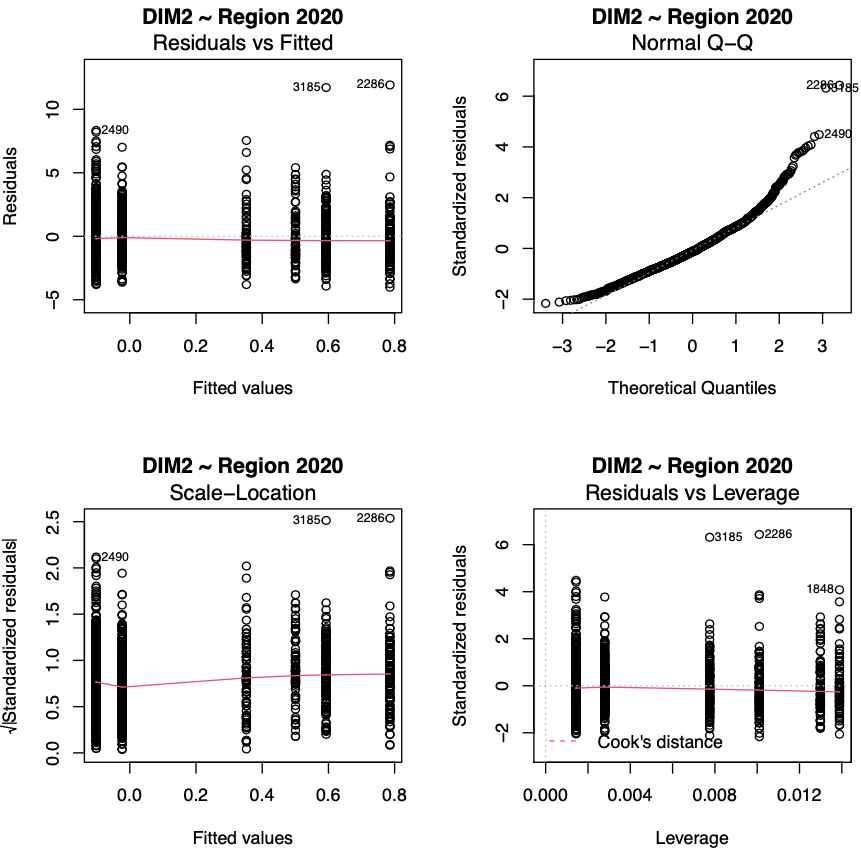 DIM2 ~ Region 2020
Residuals vs Fitted
3185
2286
2490
10
5
0
−5
Residuals
0.0 0.2 0.4 0.6 0.8
Fitted values
DIM2 ~ Region 2020
Normal Q−Q
2286
3185
2490
6
4
2
0
−2
Standardized residuals
−3 −2 −1 0 1 2 3
Theoretical Quantiles
DIM2 ~ Region 2020
Scale−Location
3185
2286
2490
2.5
2.0
1.5
1.0
0.5
0.0
√|Standardized residuals|
0.0 0.2 0.4 0.6 0.8
Fitted values
DIM2 ~ Region 2020
Residuals vs Leverage
3185
2286
1848
6
4
2
0
−2
Standardized residuals
Cook's distance
0.000 0.004 0.008 0.012
Leverage